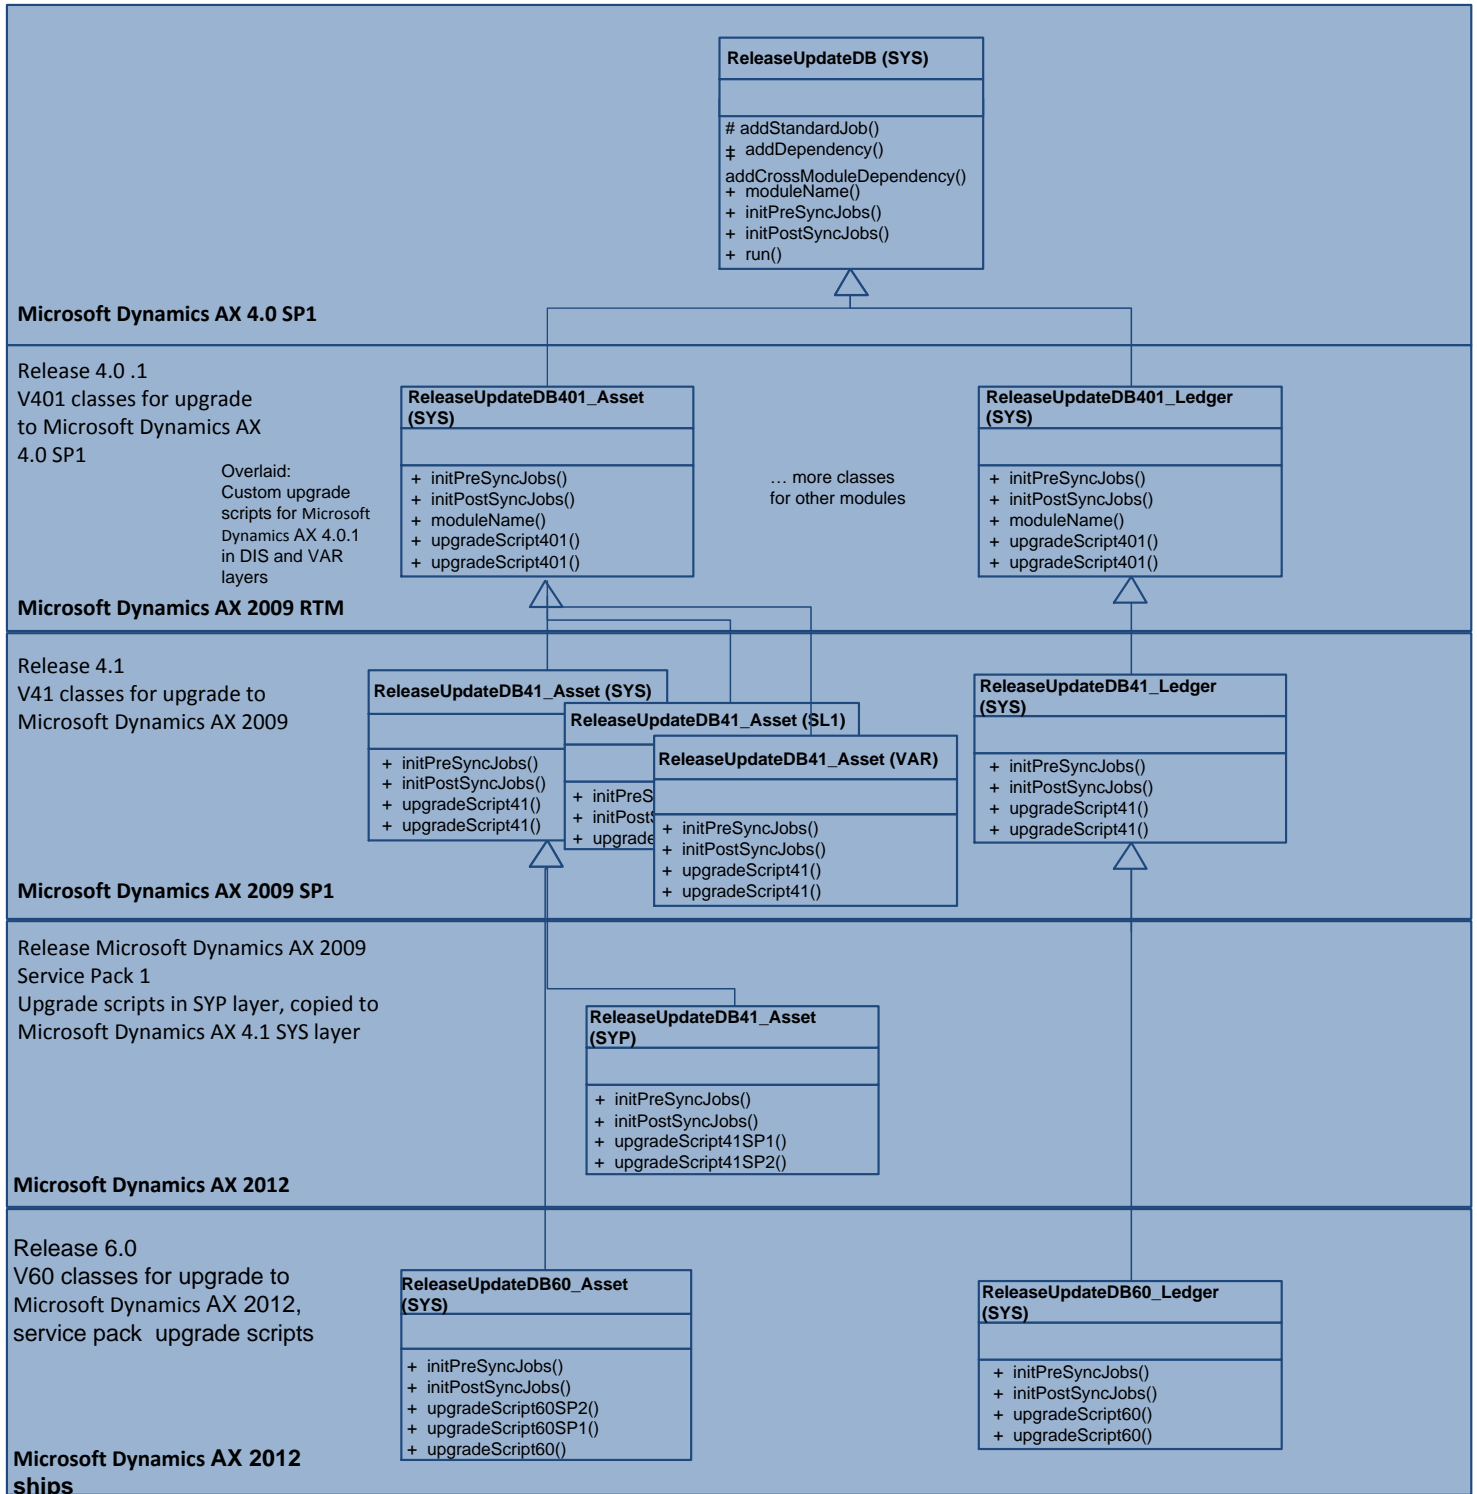 ReleaseUpdateDB (SYS)
# addStandardJob()
‡ addDependency()
addCrossModuleDependency()
+ moduleName()
+ initPreSyncJobs()
+ initPostSyncJobs()
+ run()
Microsoft Dynamics AX 4.0 SP1
Release 4.0 .1
V401 classes for upgrade
to Microsoft Dynamics AX
4.0 SP1
Overlaid:
Custom upgrade
scripts for Microsoft
Dynamics AX 4.0.1
in DIS and VAR
layers
ReleaseUpdateDB401_Asset
(SYS)
+ initPreSyncJobs()
+ initPostSyncJobs()
+ moduleName()
+ upgradeScript401()
+ upgradeScript401()
… more classes
for other modules
ReleaseUpdateDB401_Ledger
(SYS)
+ initPreSyncJobs()
+ initPostSyncJobs()
+ moduleName()
+ upgradeScript401()
+ upgradeScript401()
Microsoft Dynamics AX 2009 RTM
Release 4.1
V41 classes for upgrade to
Microsoft Dynamics AX 2009
ReleaseUpdateDB41_Asset (SYS)
+ initPreSyncJobs()
+ initPostSyncJobs()
+ upgradeScript41()
+ upgradeScript41()
ReleaseUpdateDB41_Asset (SL1)
+ initPreS
+ initPost
+ upgrade
ReleaseUpdateDB41_Asset (VAR)
+ initPreSyncJobs()
+ initPostSyncJobs()
+ upgradeScript41()
+ upgradeScript41()
ReleaseUpdateDB41_Ledger
(SYS)
+ initPreSyncJobs()
+ initPostSyncJobs()
+ upgradeScript41()
+ upgradeScript41()
Microsoft Dynamics AX 2009 SP1
Release Microsoft Dynamics AX 2009
Service Pack 1
Upgrade scripts in SYP layer, copied to
Microsoft Dynamics AX 4.1 SYS layer
ReleaseUpdateDB41_Asset
(SYP)
+ initPreSyncJobs()
+ initPostSyncJobs()
+ upgradeScript41SP1()
+ upgradeScript41SP2()
Microsoft Dynamics AX 2012
Release 6.0
V60 classes for upgrade to
Microsoft Dynamics AX 2012,
service pack upgrade scripts
ReleaseUpdateDB60_Asset
(SYS)
+ initPreSyncJobs()
+ initPostSyncJobs()
+ upgradeScript60SP2()
+ upgradeScript60SP1()
+ upgradeScript60()
ReleaseUpdateDB60_Ledger
(SYS)
+ initPreSyncJobs()
+ initPostSyncJobs()
+ upgradeScript60()
+ upgradeScript60()
Microsoft Dynamics AX 2012
ships